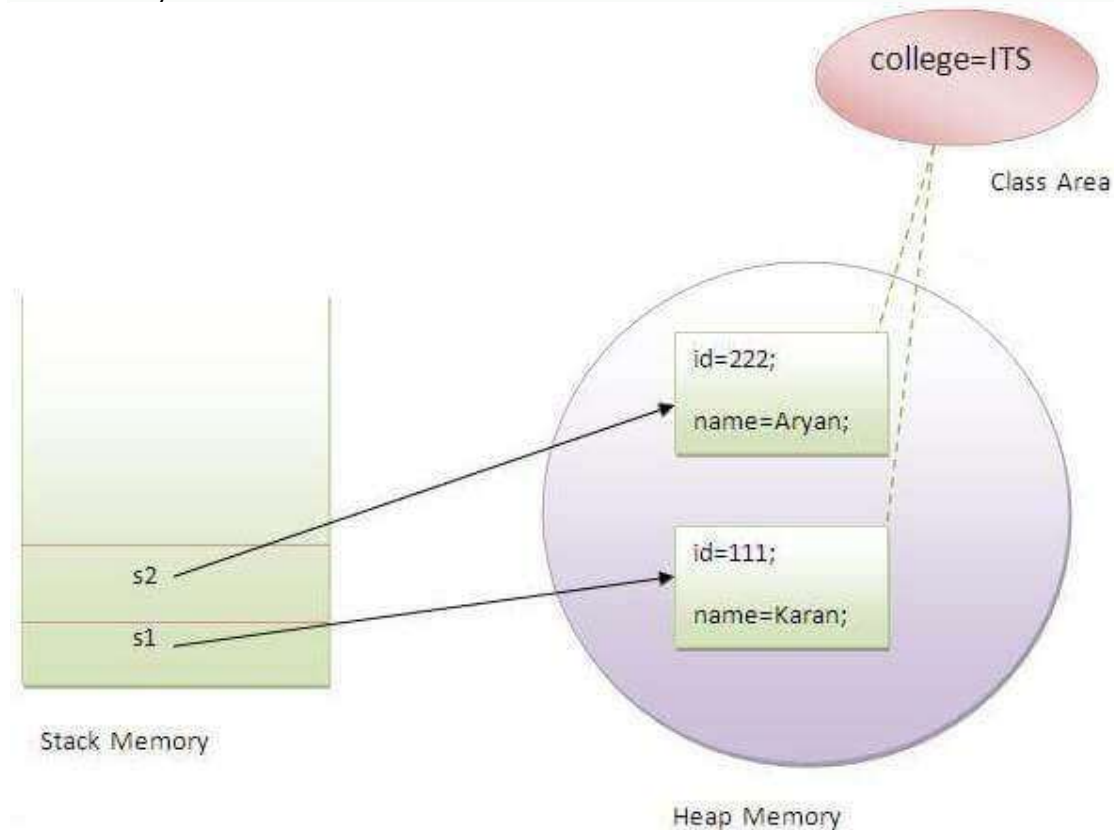 college=ITS
Class Area
id=222;
name=Aryan;
s2
id=111;
name=Karan;
s1
Stack Memory
Heap Memory